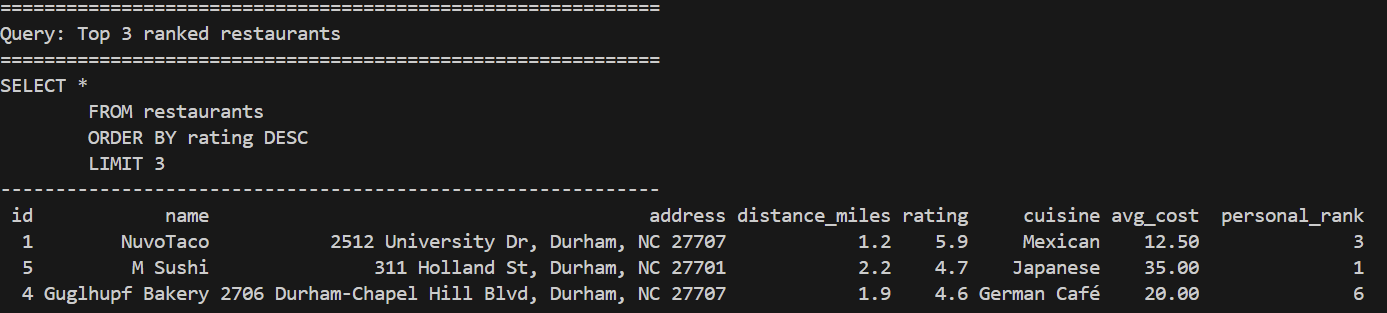 ============================================================
Query: Top 3 ranked restaurants
============================================================
SELECT *
        FROM restaurants
        ORDER BY rating DESC
        LIMIT 3
------------------------------------------------------------
 id            name                                 address distance_miles rating     cuisine avg_cost  personal_rank
  1        NuvoTaco         2512 University Dr, Durham, NC 27707            1.2    5.9     Mexican    12.50              3
  5         M Sushi             311 Holland St, Durham, NC 27701            2.2    4.7    Japanese    35.00              1
  4 Guglhupf Bakery 2706 Durham-Chapel Hill Blvd, Durham, NC 27707            1.9    4.6 German Café    20.00              6